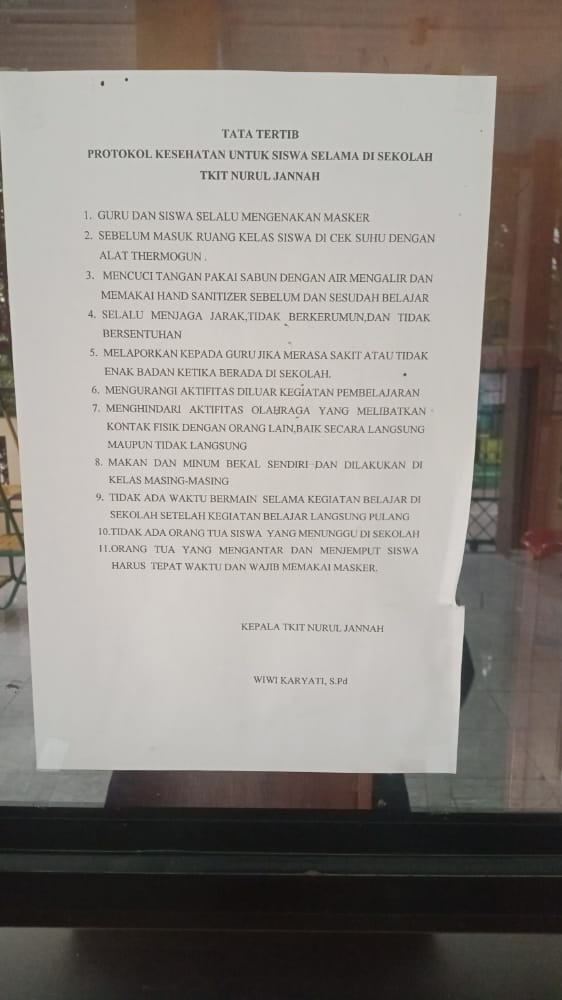 TATA TERTIB
PROTOKOL KESEHATAN UNTUK SISWA SELAMA DI SEKOLAH
TKIT NURUL JANNAH
1. GURU DAN SISWA SELALU MENGENAKAN MASKER
2. SEBELUM MASUK RUANG KELAS SISWA DI CEK SUHU DENGAN
ALAT THERMOGUN .
3. MENCUCI TANGAN PAKAI SABUN DENGAN AIR MENGALIR DAN
MEMAKAI HAND SANITIZER SEBELUM DAN SESUDAH BELAJAR
4. SELALU MENJAGA JARAK,TIDAK BERKERUMUN,DAN TIDAK
BERSENTUHAN
5. MELAPORKAN KEPADA GURU JIKA MERASA SAKIT ATAU TIDAK
ENAK BADAN KETIKA BERADA DI SEKOLAH.
6. MENGURANGI AKTIFITAS DILUAR KEGIATAN PEMBELAJARAN
7. MENGHINDARI AKTIFITAS OLAHRAGA YANG MELIBATKAN
KONTAK FISIK DENGAN ORANG LAIN,BAIK SECARA LANGSUNG
MAUPUN TIDAK LANGSUNG
8. MAKAN DAN MINUM BEKAL SENDIRI DAN DILAKUKAN DI
KELAS MASING-MASING
9. TIDAK ADA WAKTU BERMAIN SELAMA KEGIATAN BELAJAR DI
SEKOLAH SETELAH KEGIATAN BELAJAR LANGSUNG PULANG
10.TIDAK ADA ORANG TUA SISWA YANG MENUNGGU DI SEKOLAH
11.ORANG TUA YANG MENGANTAR DAN MENJEMPUT SISWA
HARUS TEPAT WAKTU DAN WAJIB MEMAKAI MASKER.
KEPALA TKIT NURUL JANNAH
WIWI KARYATI, S.Pd